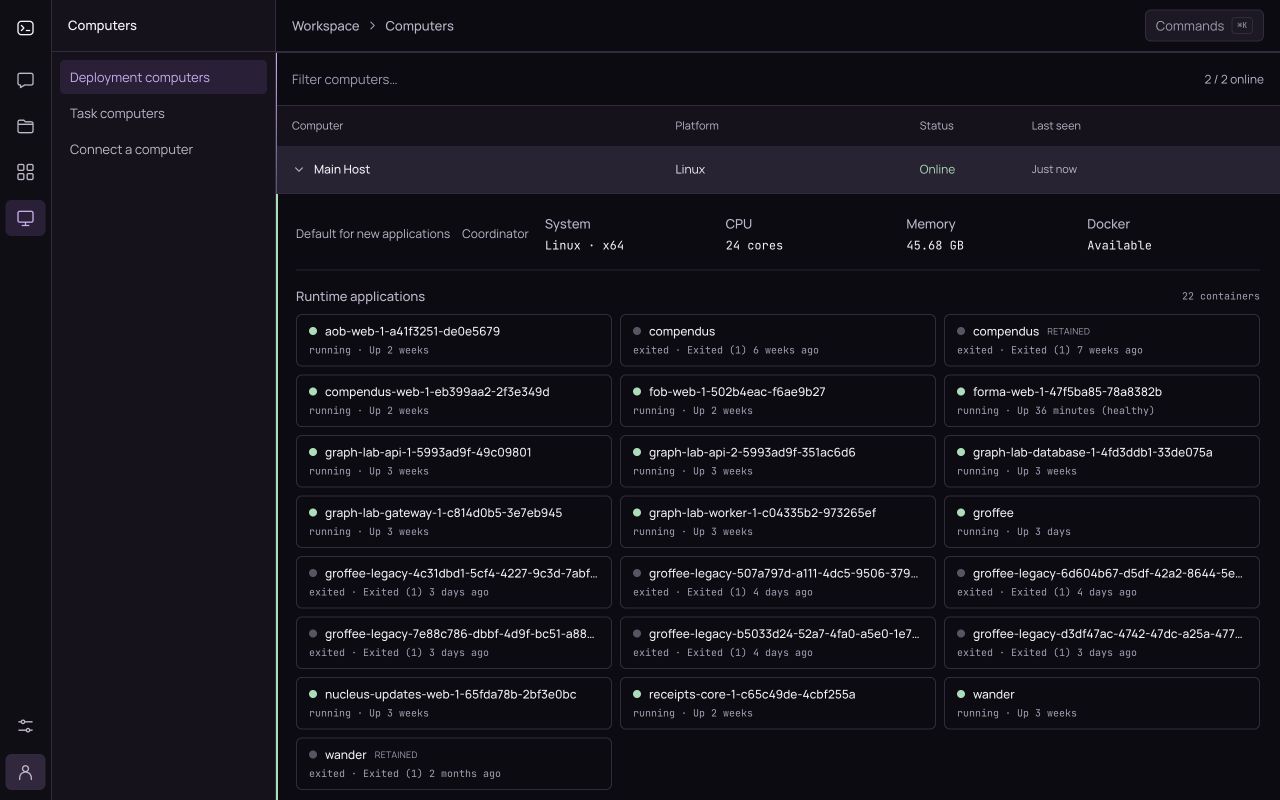 Computers
Workspace > Computers
Commands ⌘K
Deployment computers
Task computers
Connect a computer
Filter computers...
2 / 2 online
Computer Platform Status Last seen
Main Host Linux Online Just now
Default for new applications Coordinator
System CPU Memory Docker
Linux · x64 24 cores 45.68 GB Available
Runtime applications
22 containers
aob-web-1-a41f3251-de0e5679
running · Up 2 weeks
compendus
exited · Exited (1) 6 weeks ago
compendus RETAINED
exited · Exited (1) 7 weeks ago
compendus-web-1-eb399aa2-2f3e349d
running · Up 2 weeks
fob-web-1-502b4eac-f6ae9b27
running · Up 2 weeks
forma-web-1-47f5ba85-78a8382b
running · Up 36 minutes (healthy)
graph-lab-api-1-5993ad9f-49c09801
running · Up 3 weeks
graph-lab-api-2-5993ad9f-351ac6d6
running · Up 3 weeks
graph-lab-database-1-4fd3ddb1-33de075a
running · Up 3 weeks
graph-lab-gateway-1-c814d0b5-3e7eb945
running · Up 3 weeks
graph-lab-worker-1-c04335b2-973265ef
running · Up 3 weeks
groffee
running · Up 3 days
groffee-legacy-4c31dbd1-5cf4-4227-9c3d-7abf...
exited · Exited (1) 3 days ago
groffee-legacy-507a797d-a111-4dc5-9506-379...
exited · Exited (1) 4 days ago
groffee-legacy-6d604b67-d5df-42a2-8644-5e...
exited · Exited (1) 4 days ago
groffee-legacy-7e88c786-dbbf-4d9f-bc51-a88...
exited · Exited (1) 3 days ago
groffee-legacy-b5033d24-52a7-4fa0-a5e0-1e7...
exited · Exited (1) 4 days ago
groffee-legacy-d3df47ac-4742-47dc-a25a-477...
exited · Exited (1) 3 days ago
nucleus-updates-web-1-65fda78b-2bf3e0bc
running · Up 3 weeks
receipts-core-1-c65c49de-4cbf255a
running · Up 2 weeks
wander
running · Up 3 weeks
wander RETAINED
exited · Exited (1) 2 months ago